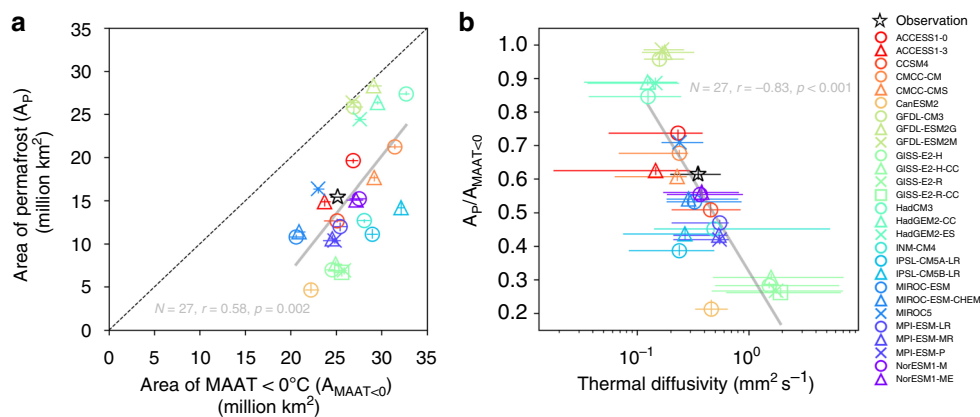 a
Area of permafrost (A_P)
(million km²)
35
30
25
20
15
10
5
0
N = 27, r = 0.58, p = 0.002
0 5 10 15 20 25 30 35
Area of MAAT < 0°C (A_MAAT<0)
(million km²)
b
A_P/A_MAAT<0
1.0
0.9
0.8
0.7
0.6
0.5
0.4
0.3
0.2
N = 27, r = −0.83, p < 0.001
10⁻¹ 10⁰
Thermal diffusivity (mm² s⁻¹)
Observation
ACCESS1-0
ACCESS1-3
CCSM4
CMCC-CM
CMCC-CMS
CanESM2
GFDL-CM3
GFDL-ESM2G
GFDL-ESM2M
GISS-E2-H
GISS-E2-H-CC
GISS-E2-R
GISS-E2-R-CC
HadCM3
HadGEM2-CC
HadGEM2-ES
INM-CM4
IPSL-CM5A-LR
IPSL-CM5B-LR
MIROC-ESM
MIROC-ESM-CHEM
MIROC5
MPI-ESM-LR
MPI-ESM-MR
MPI-ESM-P
NorESM1-M
NorESM1-ME